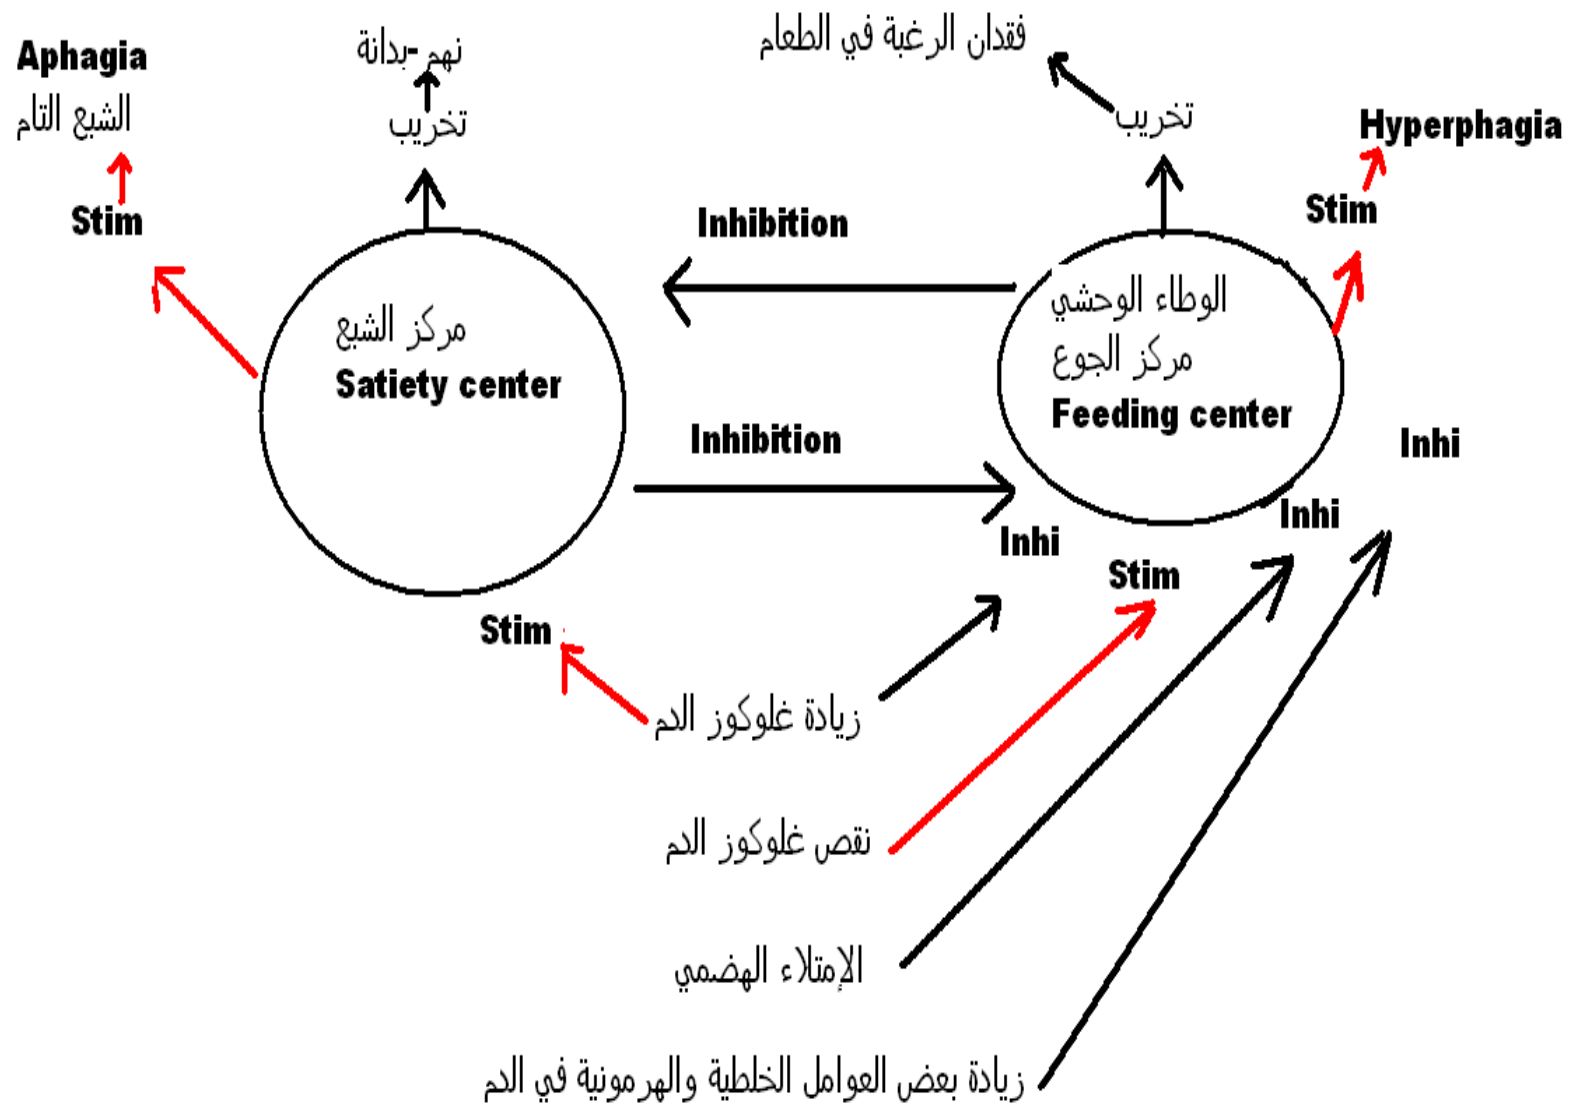 Aphagia
الشبع التام
Stim
نهم -بدانة
تخريب
فقدان الرغبة في الطعام
تخريب
Hyperphagia
Stim
Inhibition
مركز الشبع
Satiety center
الوطاء الوحشي
مركز الجوع
Feeding center
Inhibition
Inhi
Inhi
Inhi
Stim
Stim
زيادة غلوكوز الدم
نقص غلوكوز الدم
الإمتلاء الهضمي
زيادة بعض العوامل الخلطية والهرمونية في الدم